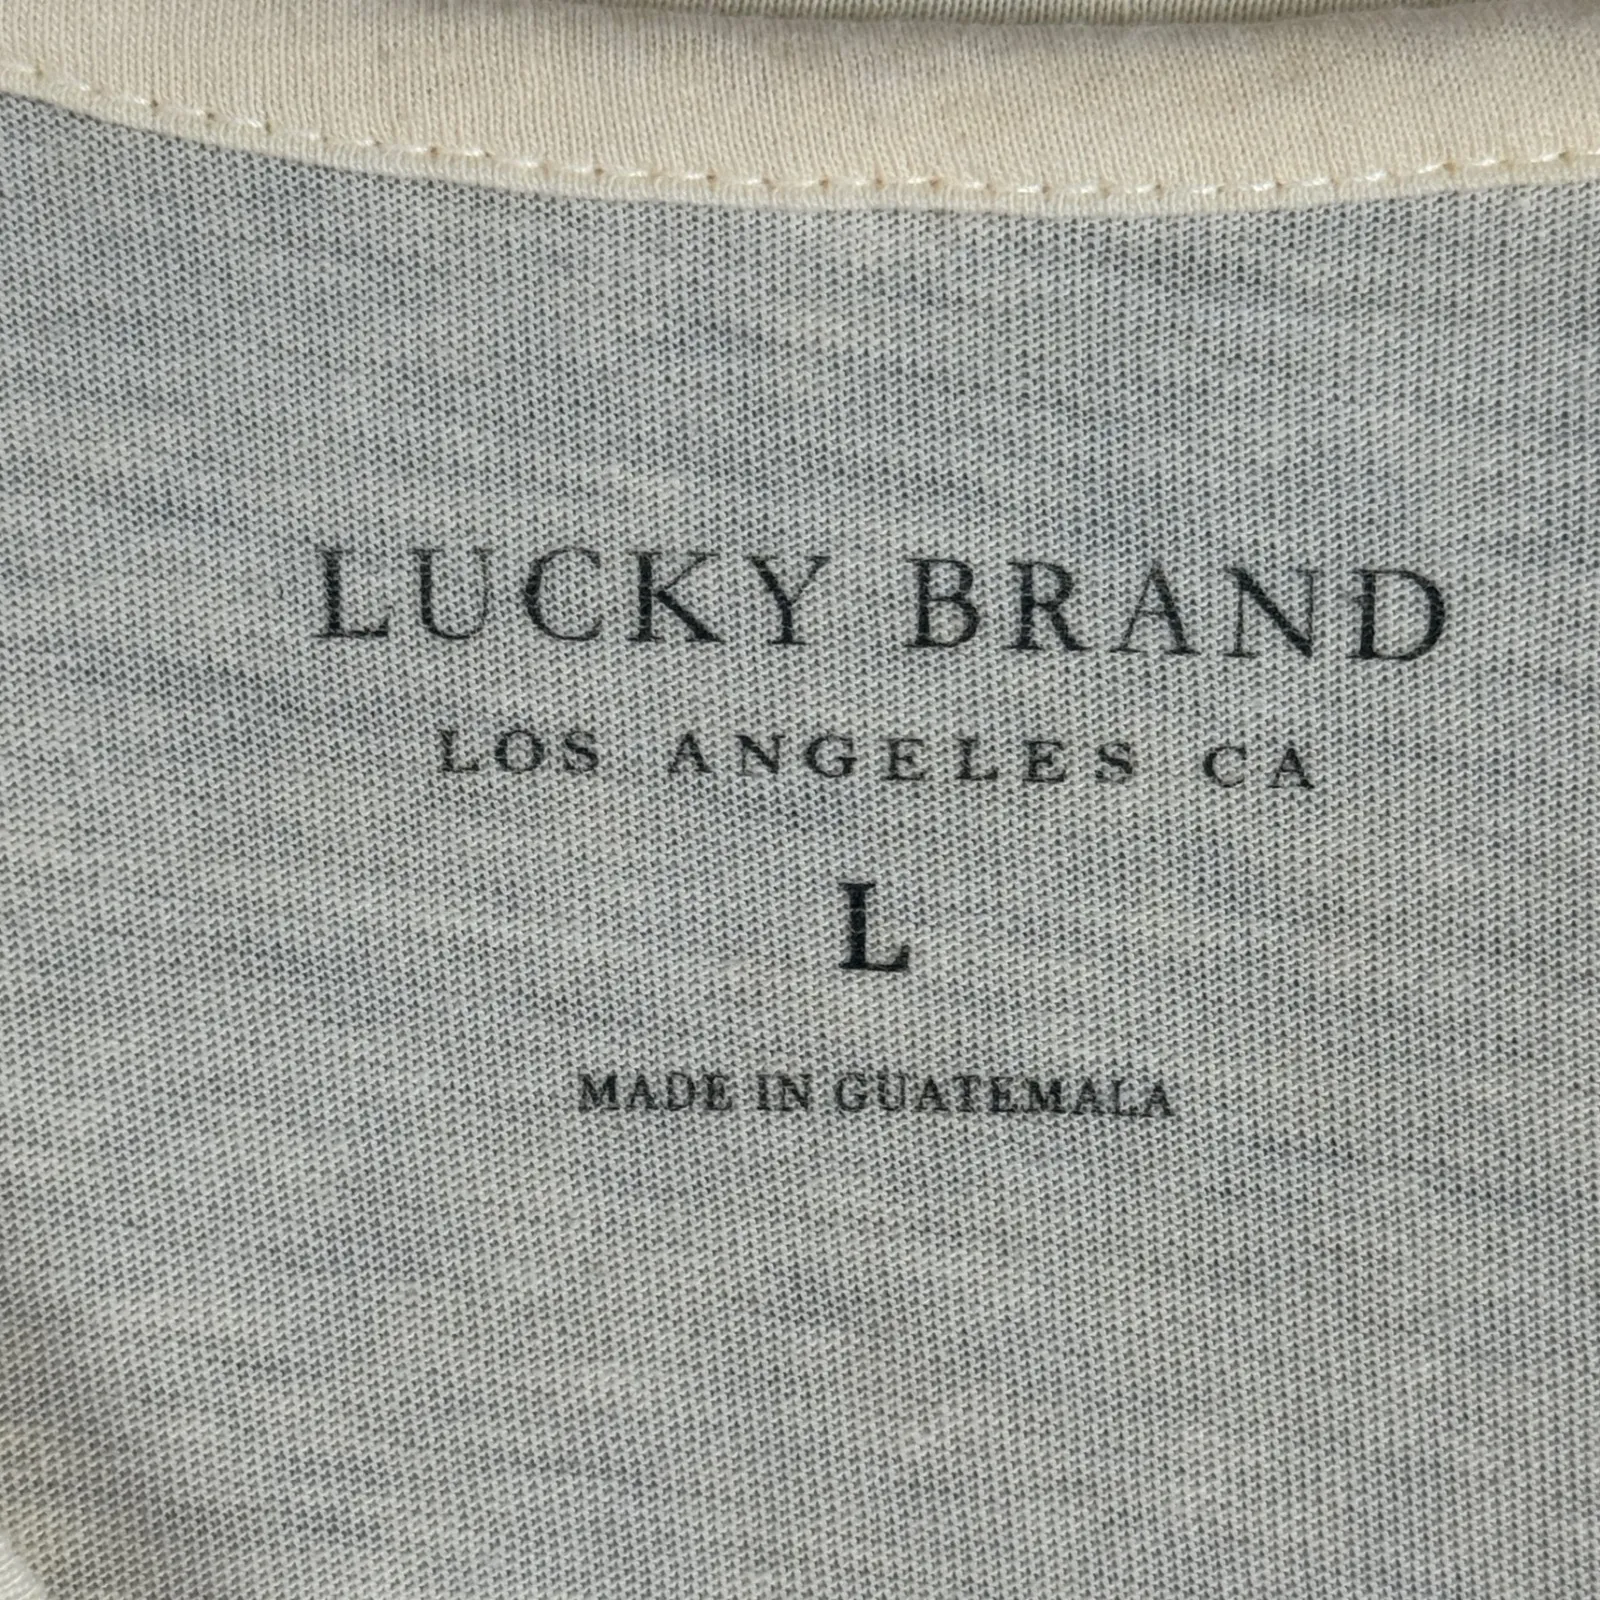 LUCKY BRAND
LOS ANGELES CA
L
MADE IN GUATEMALA